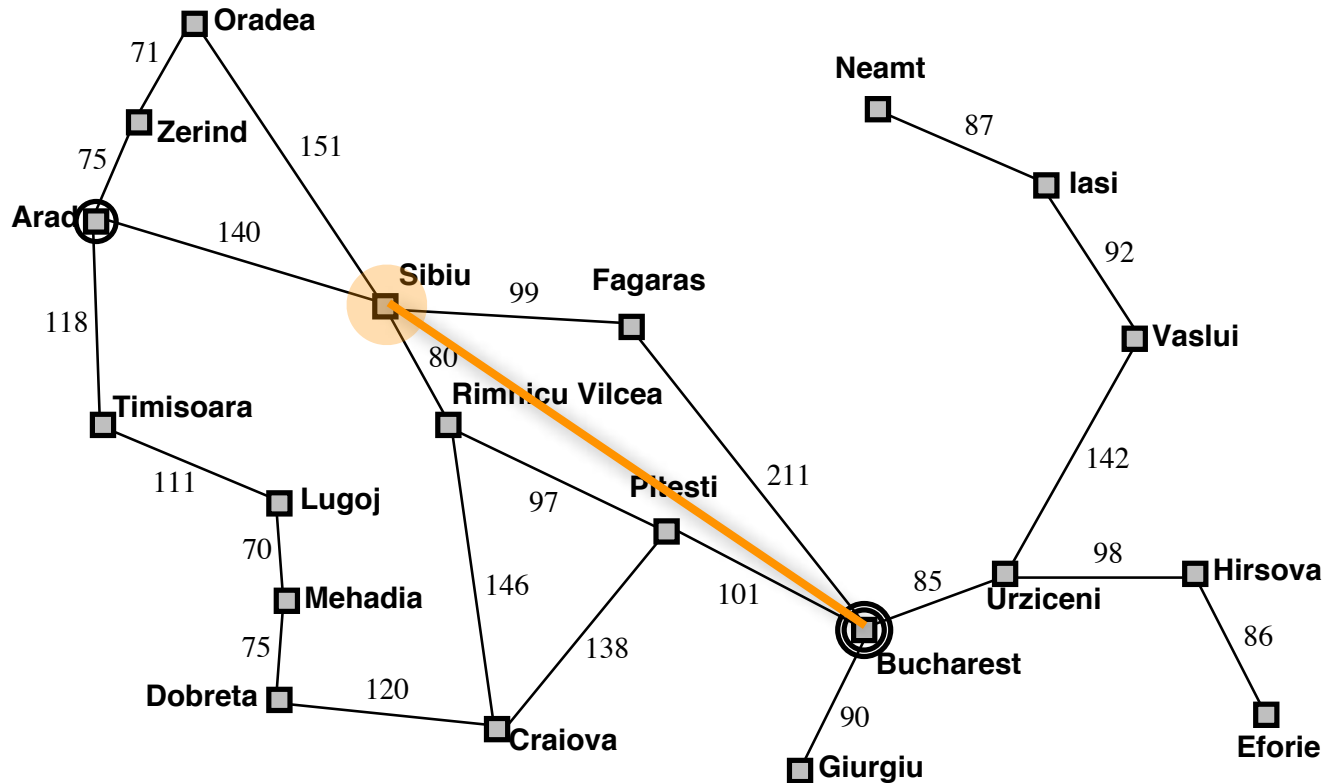 Oradea
71
Neamt
87
Zerind
151
75
Iasi
Arad
140
92
Sibiu
Fagaras
99
118
Vaslui
80
Rimnicu Vilcea
Timisoara
142
211
111
Pitesti
97
Lugoj
70
98
Hirsova
146
101
85
Urziceni
Mehadia
86
75
138
Bucharest
Dobreta
120
90
Craiova
Eforie
Giurgiu